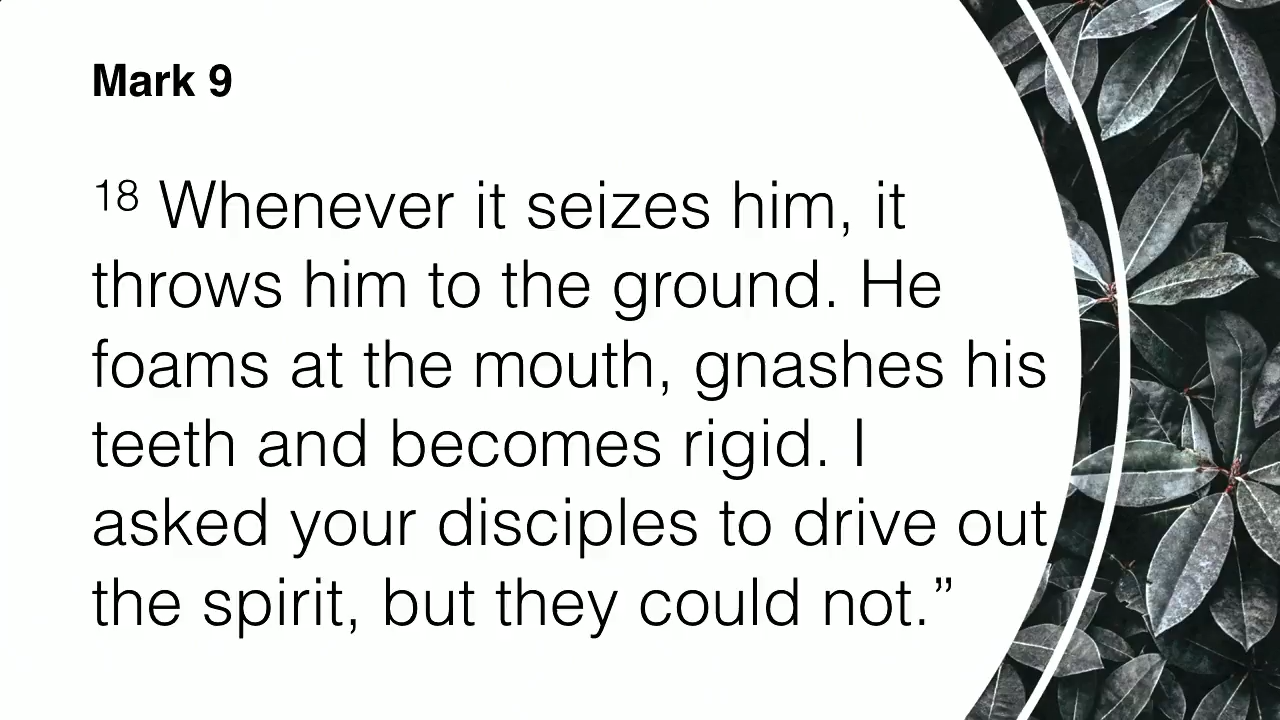 Mark 9
18 Whenever it seizes him, it
throws him to the ground. He
foams at the mouth, gnashes his
teeth and becomes rigid. I
asked your disciples to drive out
the spirit, but they could not.”